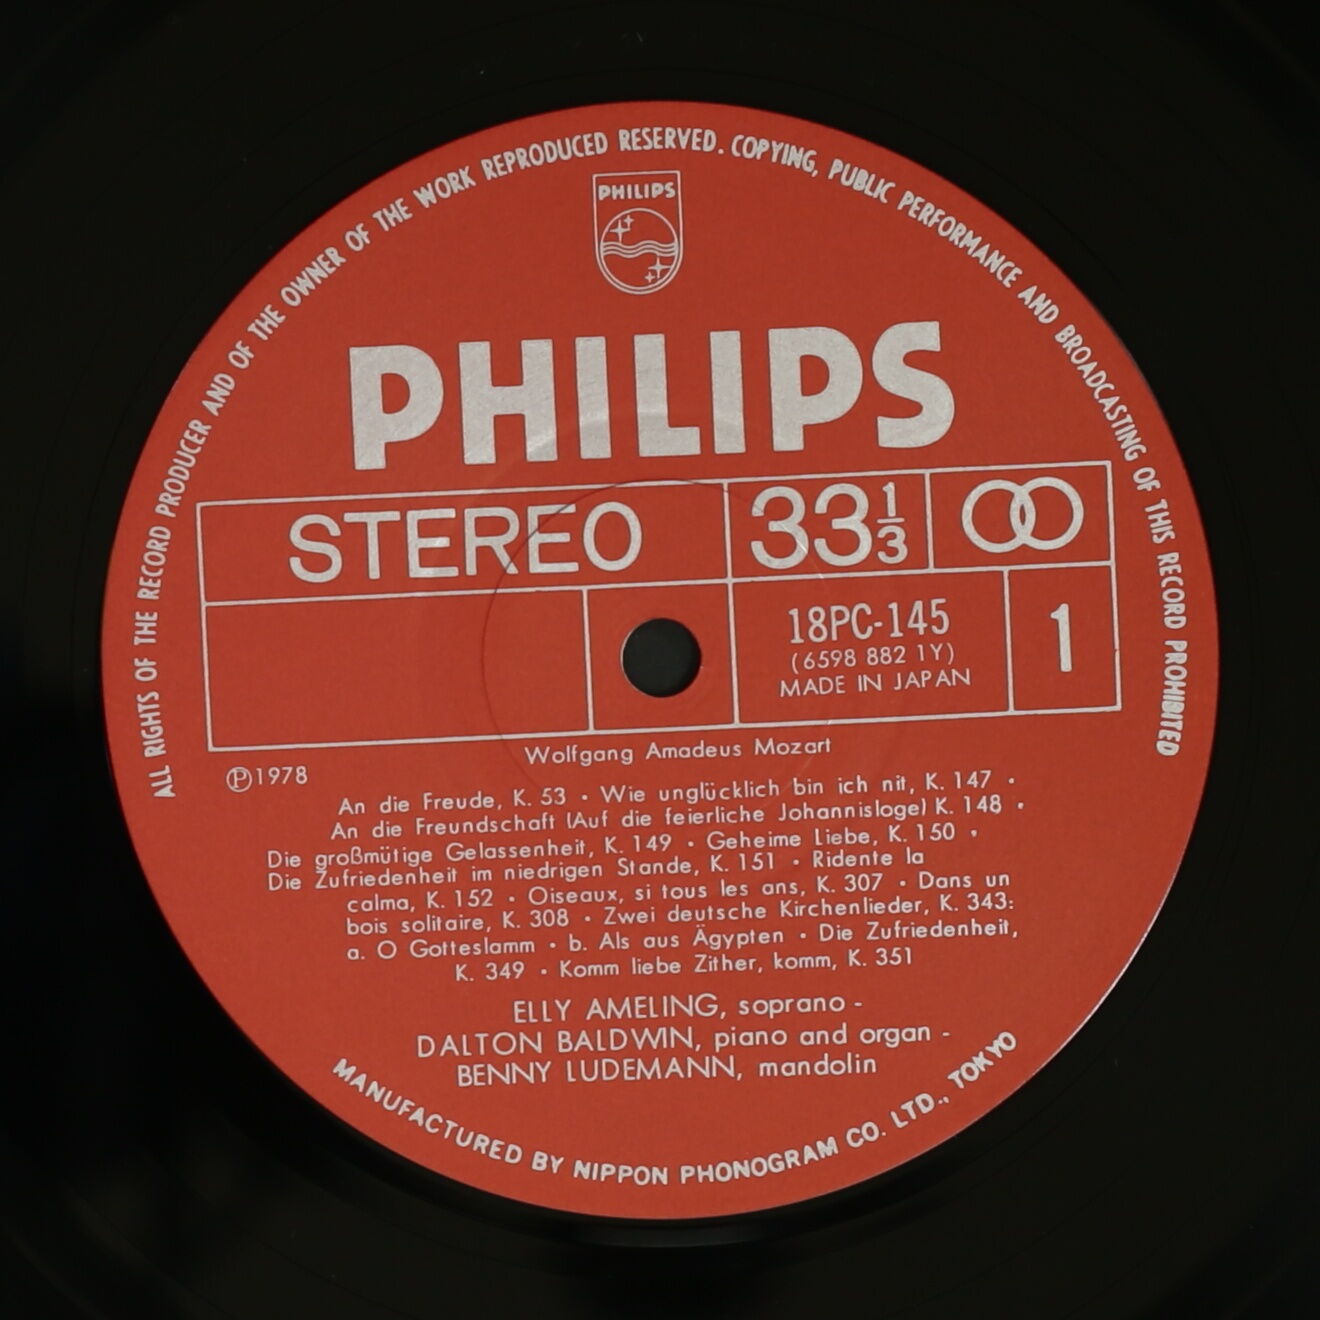 ALL RIGHTS OF THE RECORD PRODUCER AND OF THE OWNER OF THE WORK REPRODUCED RESERVED. COPYING, PUBLIC PERFORMANCE AND BROADCASTING OF THIS RECORD PROHIBITED
PHILIPS
PHILIPS
STEREO 33 1/3
18PC-145
(6598 882 1Y)
MADE IN JAPAN
1
Wolfgang Amadeus Mozart
Ⓟ1978
An die Freude, K. 53 • Wie unglücklich bin ich nit, K. 147 •
An die Freundschaft (Auf die feierliche Johannisloge) K. 148 •
Die großmütige Gelassenheit, K. 149 • Geheime Liebe, K. 150 •
Die Zufriedenheit im niedrigen Stande, K. 151 • Ridente la
calma, K. 152 • Oiseaux, si tous les ans, K. 307 • Dans un
bois solitaire, K. 308 • Zwei deutsche Kirchenlieder, K. 343:
a. O Gotteslamm • b. Als aus Ägypten • Die Zufriedenheit,
K. 349 • Komm liebe Zither, komm, K. 351
ELLY AMELING, soprano -
DALTON BALDWIN, piano and organ -
BENNY LUDEMANN, mandolin
MANUFACTURED BY NIPPON PHONOGRAM CO. LTD., TOKYO